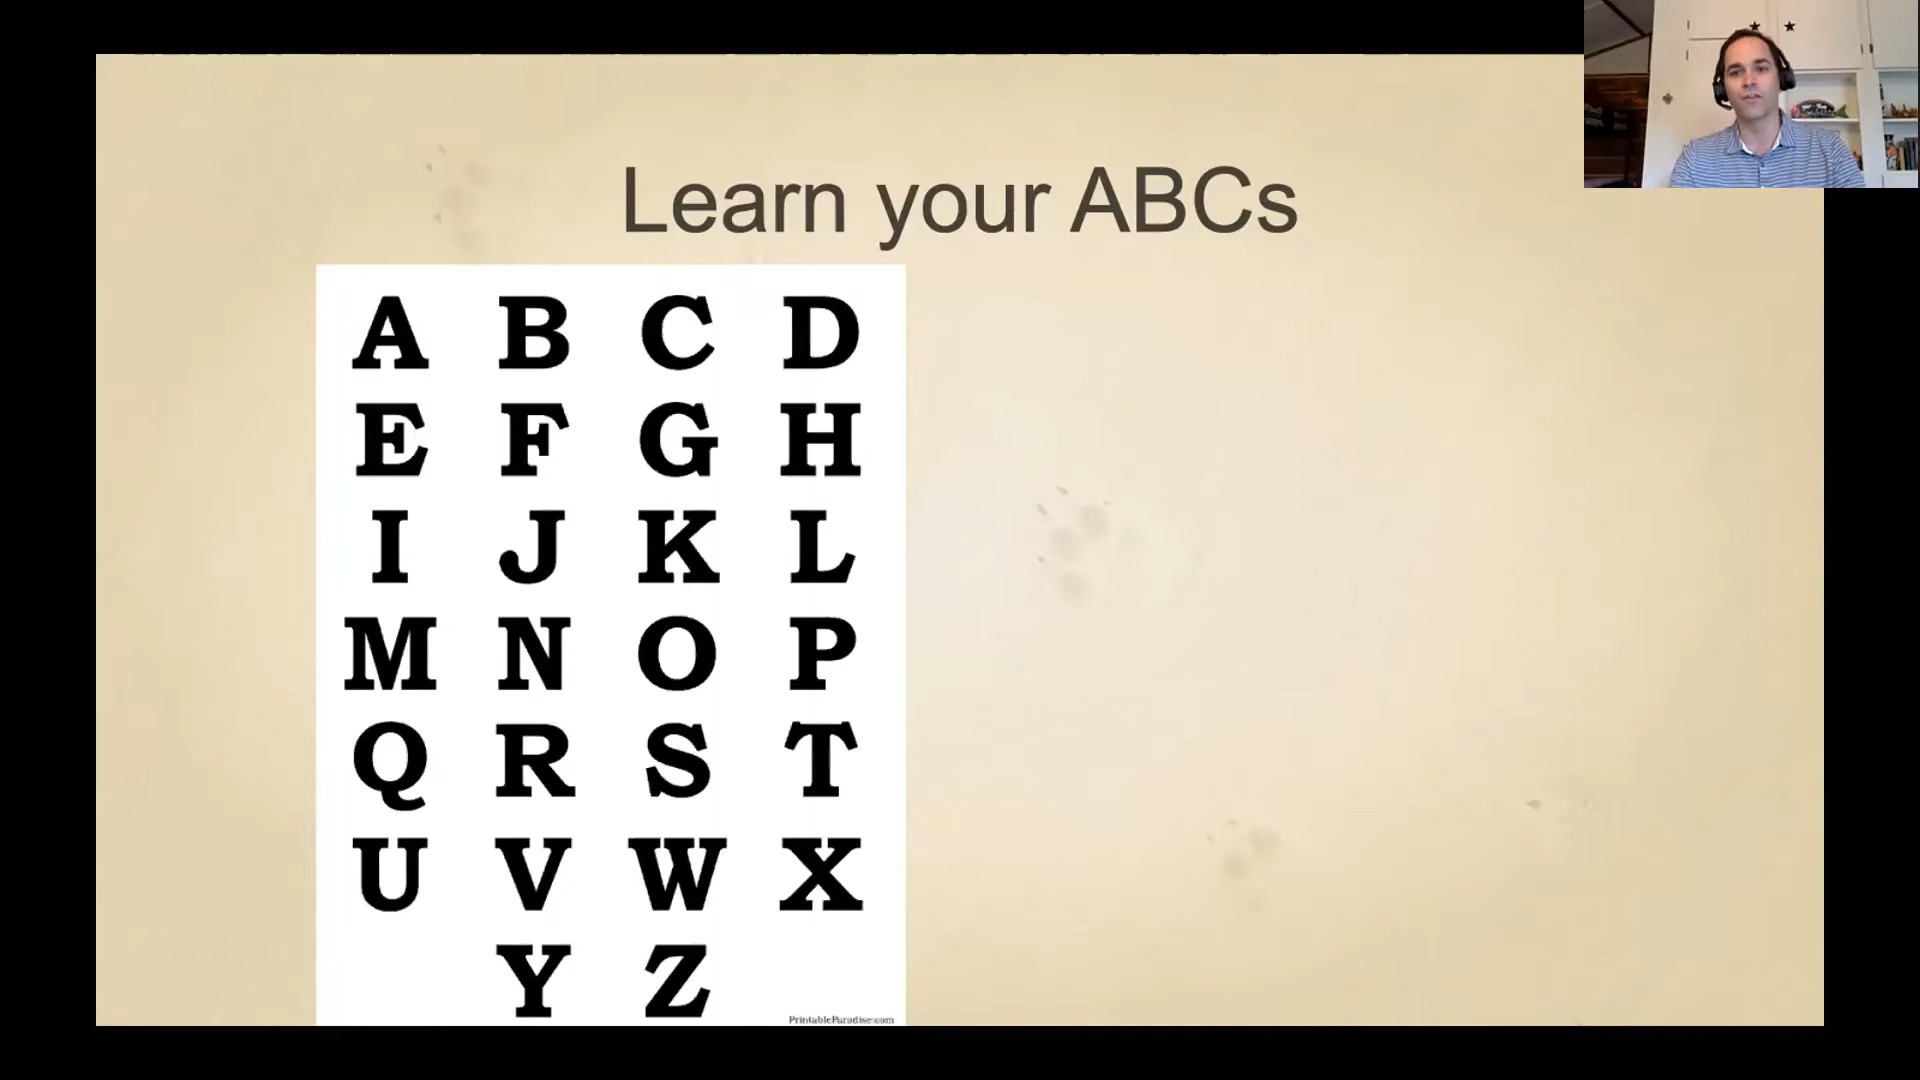 Learn your ABCs
A B C D
E F G H
I J K L
M N O P
Q R S T
U V W X
Y Z
PrintableParadise.com